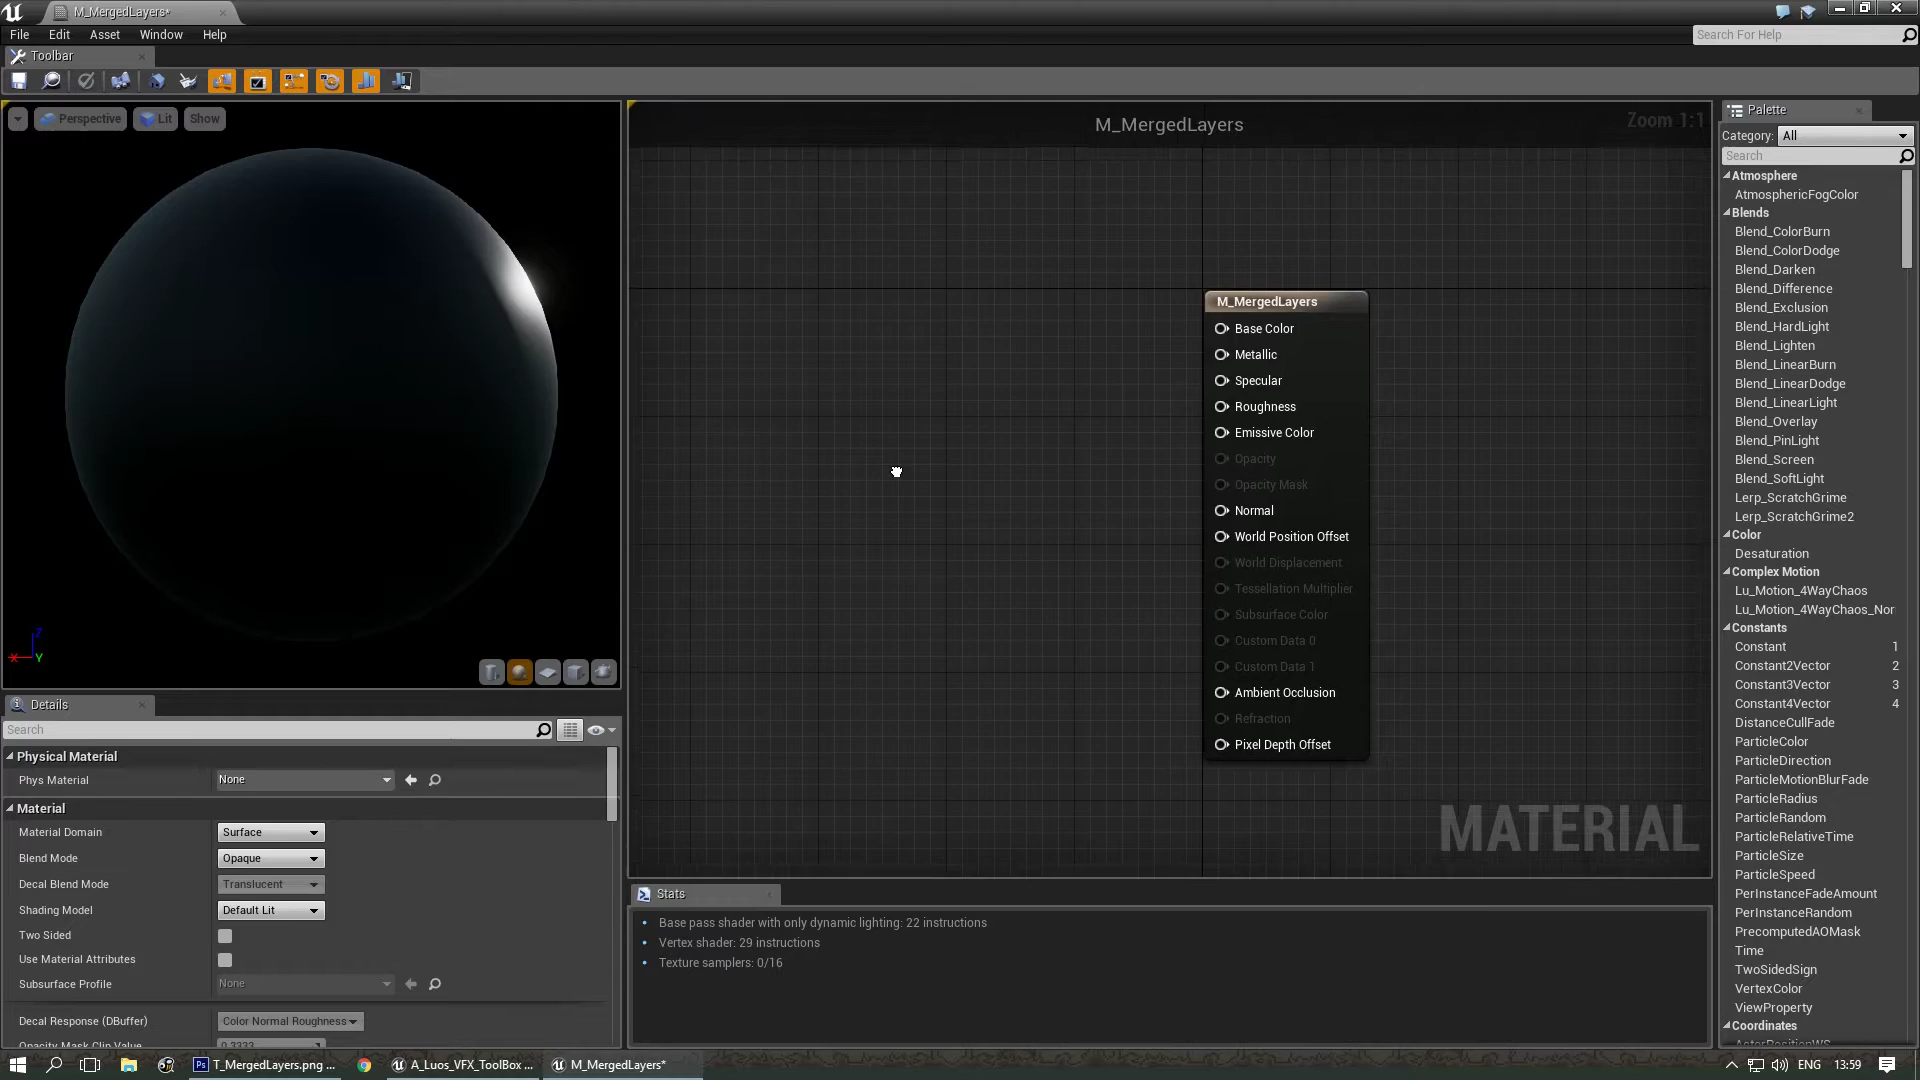 M_MergedLayers*
File Edit Asset Window Help
Search For Help
Toolbar
Perspective Lit Show
M_MergedLayers
Zoom 1:1
Palette
Category: All
Search
Atmosphere
AtmosphericFogColor
Blends
Blend_ColorBurn
Blend_ColorDodge
Blend_Darken
Blend_Difference
Blend_Exclusion
Blend_HardLight
Blend_Lighten
Blend_LinearBurn
Blend_LinearDodge
Blend_LinearLight
Blend_Overlay
Blend_PinLight
Blend_Screen
Blend_SoftLight
Lerp_ScratchGrime
Lerp_ScratchGrime2
Color
Desaturation
Complex Motion
Lu_Motion_4WayChaos
Lu_Motion_4WayChaos_Nor
Constants
Constant 1
Constant2Vector 2
Constant3Vector 3
Constant4Vector 4
DistanceCullFade
ParticleColor
ParticleDirection
ParticleMotionBlurFade
ParticleRadius
ParticleRandom
ParticleRelativeTime
ParticleSize
ParticleSpeed
PerInstanceFadeAmount
PerInstanceRandom
PrecomputedAOMask
Time
TwoSidedSign
VertexColor
ViewProperty
Coordinates
ActorPositionWS
M_MergedLayers
Base Color
Metallic
Specular
Roughness
Emissive Color
Opacity
Opacity Mask
Normal
World Position Offset
World Displacement
Tessellation Multiplier
Subsurface Color
Custom Data 0
Custom Data 1
Ambient Occlusion
Refraction
Pixel Depth Offset
MATERIAL
Z
X Y
Details
Search
Physical Material
Phys Material None
Material
Material Domain Surface
Blend Mode Opaque
Decal Blend Mode Translucent
Shading Model Default Lit
Two Sided
Use Material Attributes
Subsurface Profile None
Decal Response (DBuffer) Color Normal Roughness
Opacity Mask Clip Value 0.3333
Stats
Base pass shader with only dynamic lighting: 22 instructions
Vertex shader: 29 instructions
Texture samplers: 0/16
Ps T_MergedLayers.png ... A_Luos_VFX_ToolBox ... M_MergedLayers* ENG 13:59